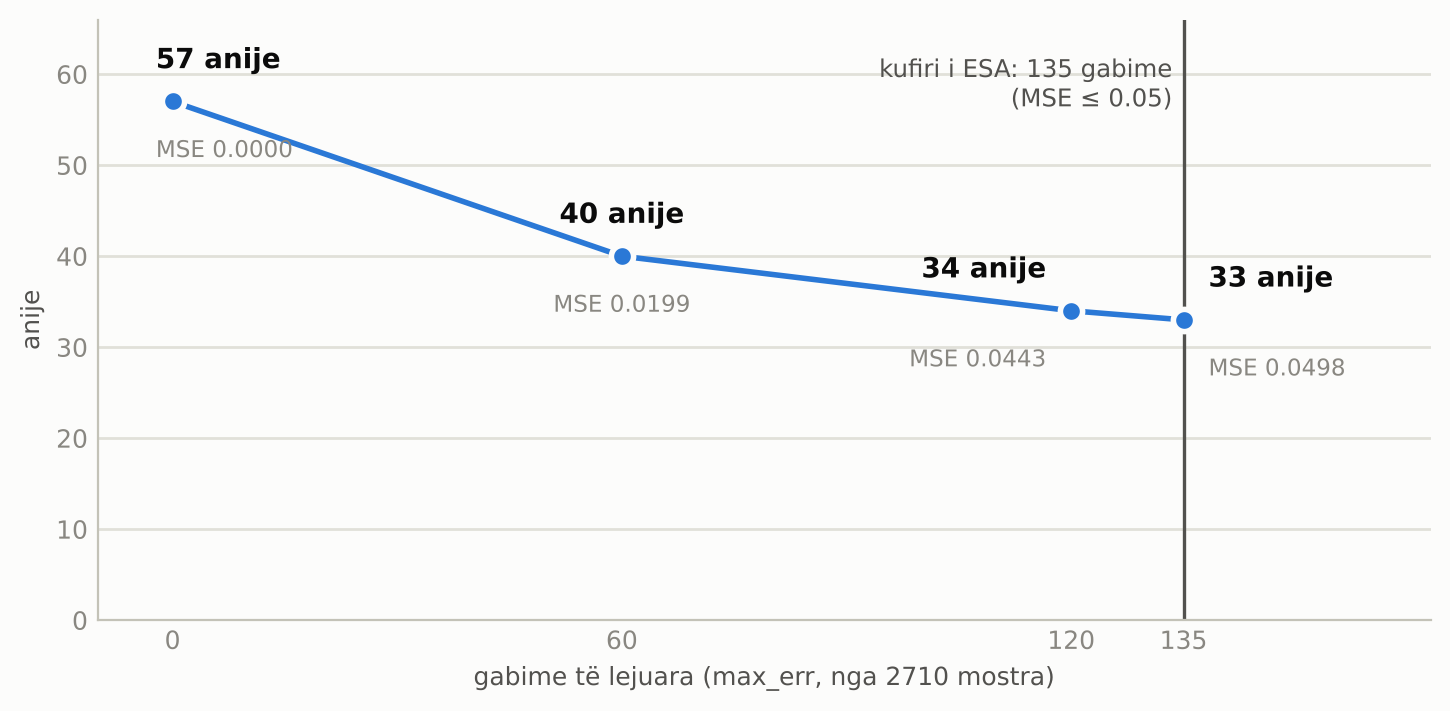 57 anije
kufiri i ESA: 135 gabime
(MSE ≤ 0.05)
60
MSE 0.0000
50
40 anije
40
34 anije
33 anije
MSE 0.0199
anije
30
MSE 0.0443
MSE 0.0498
20
10
0
0 60 120 135
gabime të lejuara (max_err, nga 2710 mostra)